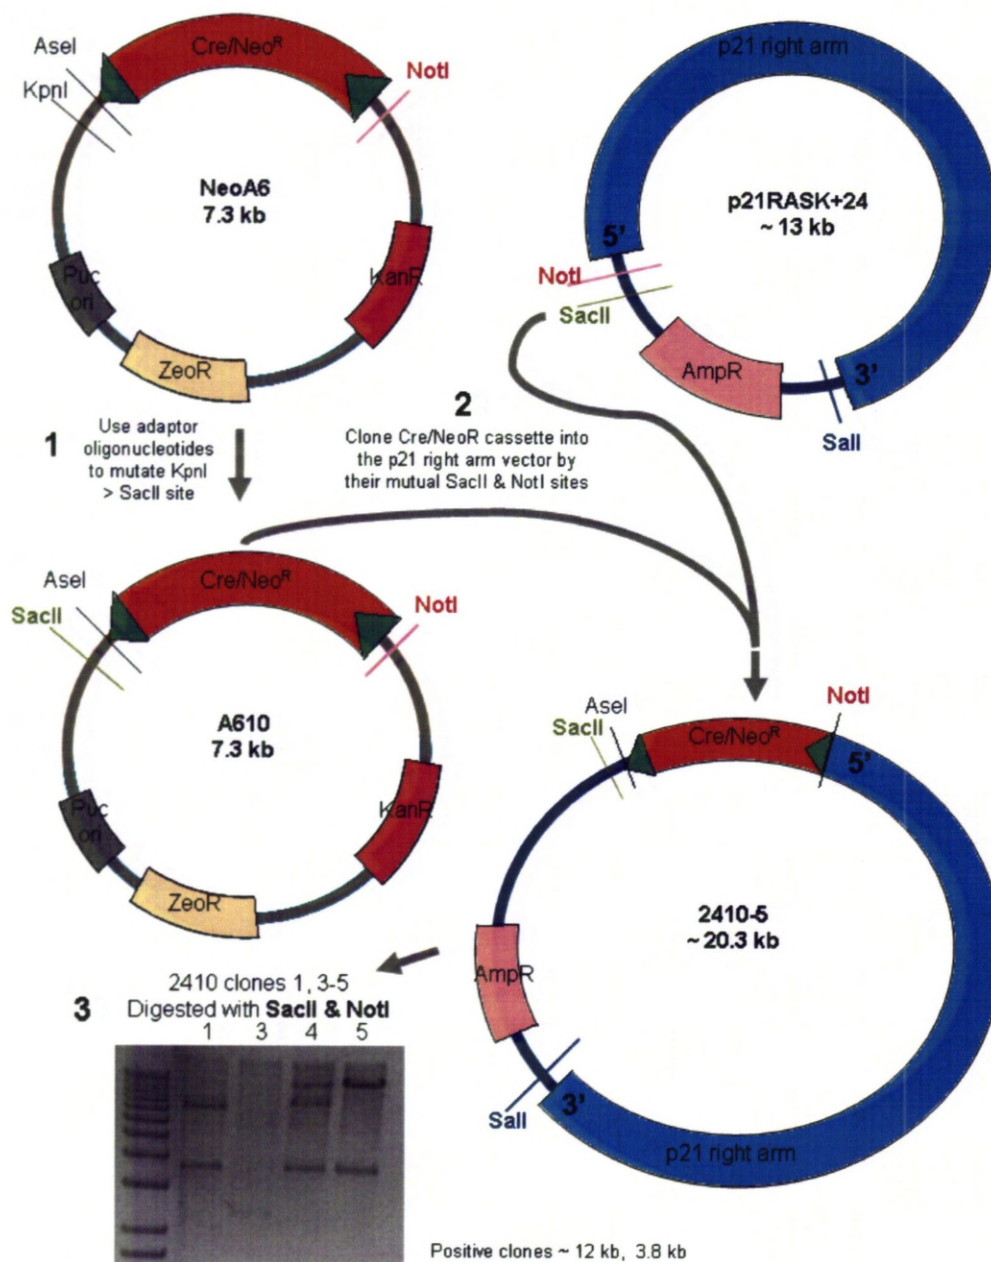 Cre/NeoR
AseI
KpnI
NotI
NeoA6
7.3 kb
Puc
ori
KanR
ZeoR
p21 right arm
p21RASK+24
~ 13 kb
5'
NotI
SacII
AmpR
3'
SalI
1
Use adaptor
oligonucleotides
to mutate KpnI
> SacII site
2
Clone Cre/NeoR cassette into
the p21 right arm vector by
their mutual SacII & NotI sites
Cre/NeoR
AseI
SacII
NotI
A610
7.3 kb
Puc
ori
KanR
ZeoR
NotI
AseI
SacII
Cre/NeoR
5'
2410-5
~ 20.3 kb
AmpR
SalI
3'
p21 right arm
3
2410 clones 1, 3-5
Digested with SacII & NotI
1 3 4 5
Positive clones ~ 12 kb, 3.8 kb